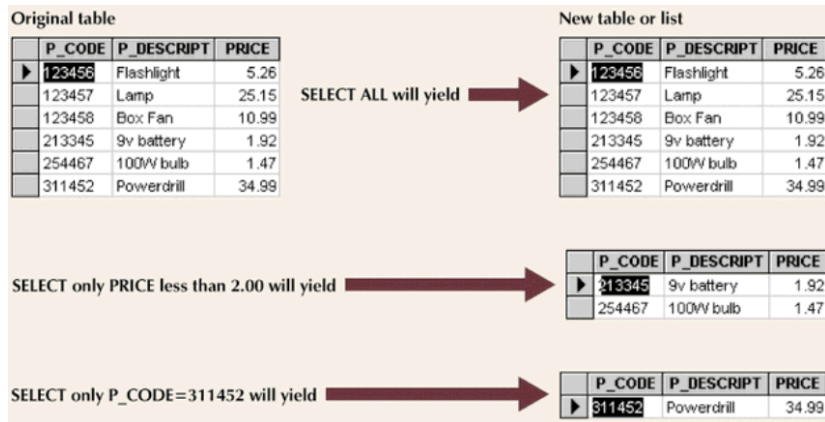 Original table
New table or list
P_CODE P_DESCRIPT PRICE
123456 Flashlight 5.26
123457 Lamp 25.15
123458 Box Fan 10.99
213345 9v battery 1.92
254467 100W bulb 1.47
311452 Powerdrill 34.99
SELECT ALL will yield
P_CODE P_DESCRIPT PRICE
123456 Flashlight 5.26
123457 Lamp 25.15
123458 Box Fan 10.99
213345 9v battery 1.92
254467 100W bulb 1.47
311452 Powerdrill 34.99
SELECT only PRICE less than 2.00 will yield
P_CODE P_DESCRIPT PRICE
213345 9v battery 1.92
254467 100W bulb 1.47
SELECT only P_CODE=311452 will yield
P_CODE P_DESCRIPT PRICE
311452 Powerdrill 34.99